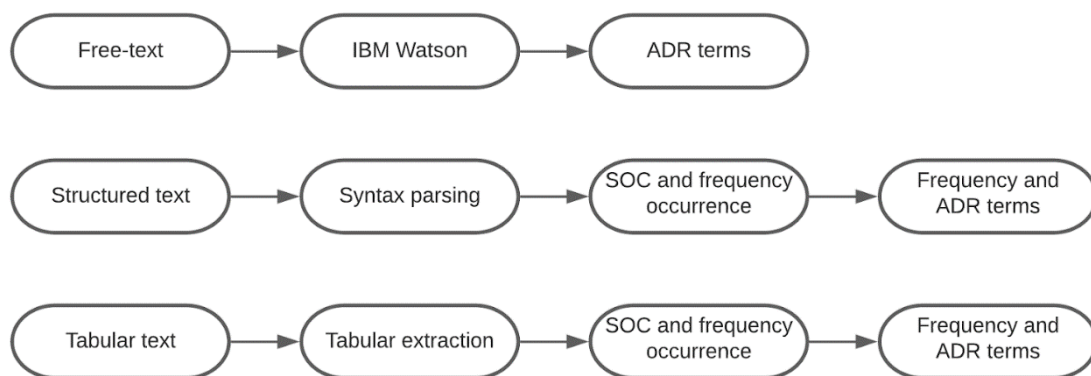 Free-text
IBM Watson
ADR terms
Structured text
Syntax parsing
SOC and frequency
occurrence
Frequency and
ADR terms
Tabular text
Tabular extraction
SOC and frequency
occurrence
Frequency and
ADR terms